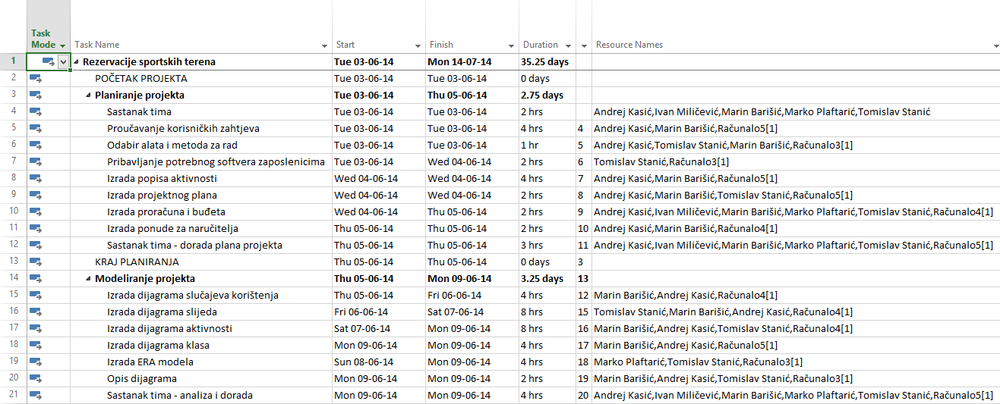 Task
Mode Task Name Start Finish Duration Resource Names
1 Rezervacije sportskih terena Tue 03-06-14 Mon 14-07-14 35.25 days
2 POČETAK PROJEKTA Tue 03-06-14 Tue 03-06-14 0 days
3 Planiranje projekta Tue 03-06-14 Thu 05-06-14 2.75 days
4 Sastanak tima Tue 03-06-14 Tue 03-06-14 2 hrs Andrej Kasić,Ivan Miličević,Marin Barišić,Marko Plaftarić,Tomislav Stanić
5 Proučavanje korisničkih zahtjeva Tue 03-06-14 Tue 03-06-14 4 hrs 4 Andrej Kasić,Marin Barišić,Računalo5[1]
6 Odabir alata i metoda za rad Tue 03-06-14 Tue 03-06-14 1 hr 5 Andrej Kasić,Tomislav Stanić,Marin Barišić,Računalo3[1]
7 Pribavljanje potrebnog softvera zaposlenicima Tue 03-06-14 Wed 04-06-14 2 hrs 6 Tomislav Stanić,Računalo3[1]
8 Izrada popisa aktivnosti Wed 04-06-14 Wed 04-06-14 4 hrs 7 Andrej Kasić,Marin Barišić,Računalo5[1]
9 Izrada projektnog plana Wed 04-06-14 Wed 04-06-14 2 hrs 8 Andrej Kasić,Marin Barišić,Tomislav Stanić,Računalo5[1]
10 Izrada proračuna i buđeta Wed 04-06-14 Thu 05-06-14 2 hrs 9 Andrej Kasić,Ivan Miličević,Marin Barišić,Marko Plaftarić,Tomislav Stanić,Računalo4[1]
11 Izrada ponude za naručitelja Thu 05-06-14 Thu 05-06-14 2 hrs 10 Andrej Kasić,Marin Barišić,Računalo4[1]
12 Sastanak tima - dorada plana projekta Thu 05-06-14 Thu 05-06-14 3 hrs 11 Andrej Kasić,Ivan Miličević,Marin Barišić,Marko Plaftarić,Tomislav Stanić,Računalo5[1]
13 KRAJ PLANIRANJA Thu 05-06-14 Thu 05-06-14 0 days 3
14 Modeliranje projekta Thu 05-06-14 Mon 09-06-14 3.25 days 13
15 Izrada dijagrama slučajeva korištenja Thu 05-06-14 Fri 06-06-14 4 hrs 12 Marin Barišić,Andrej Kasić,Računalo4[1]
16 Izrada dijagrama slijeda Fri 06-06-14 Sat 07-06-14 8 hrs 15 Tomislav Stanić,Marin Barišić,Andrej Kasić,Računalo4[1]
17 Izrada dijagrama aktivnosti Sat 07-06-14 Mon 09-06-14 8 hrs 16 Marin Barišić,Andrej Kasić,Tomislav Stanić,Računalo4[1]
18 Izrada dijagrama klasa Mon 09-06-14 Mon 09-06-14 4 hrs 17 Marin Barišić,Andrej Kasić,Računalo5[1]
19 Izrada ERA modela Sun 08-06-14 Mon 09-06-14 4 hrs 18 Marko Plaftarić,Tomislav Stanić,Računalo3[1]
20 Opis dijagrama Mon 09-06-14 Mon 09-06-14 2 hrs 19 Marin Barišić,Andrej Kasić,Tomislav Stanić,Računalo3[1]
21 Sastanak tima - analiza i dorada Mon 09-06-14 Mon 09-06-14 4 hrs 20 Andrej Kasić,Ivan Miličević,Marin Barišić,Marko Plaftarić,Tomislav Stanić,Računalo5[1]